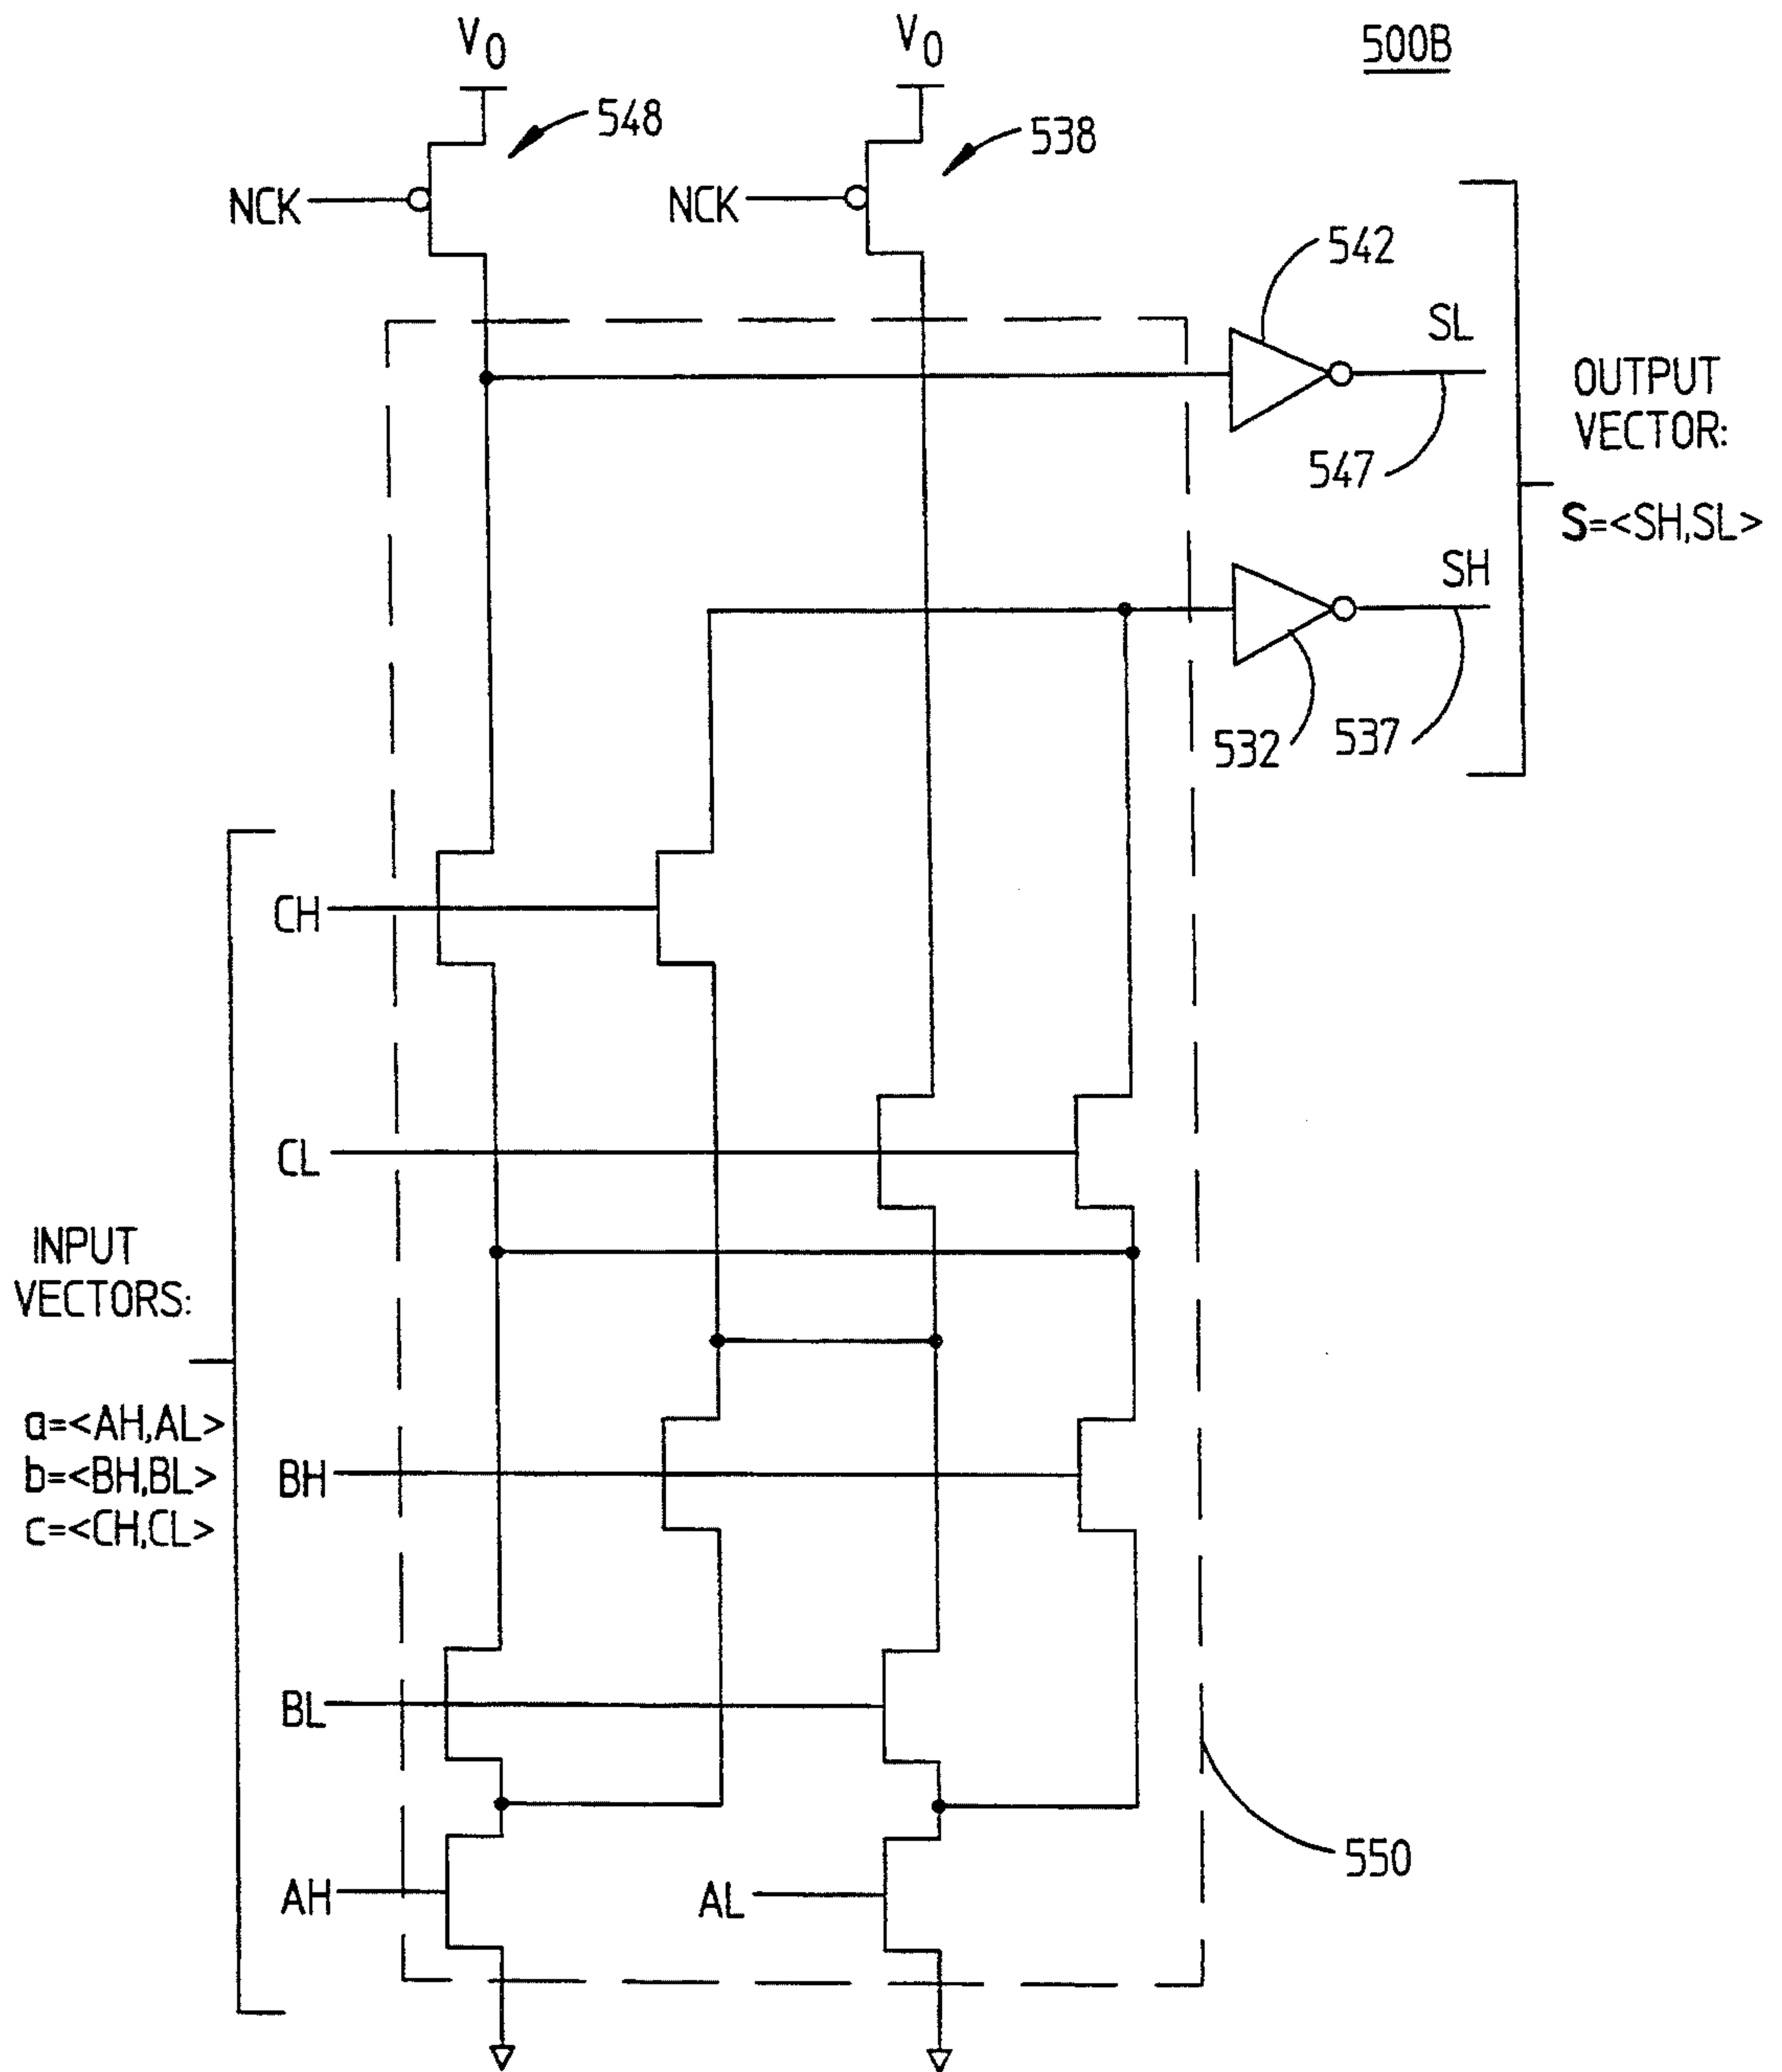 V0
V0
500B
548
538
NCK
NCK
542
SL
OUTPUT
VECTOR:
547
S=<SH,SL>
SH
532
537
CH
CL
INPUT
VECTORS:
a=<AH,AL>
b=<BH,BL>
c=<CH,CL>
BH
BL
550
AH
AL